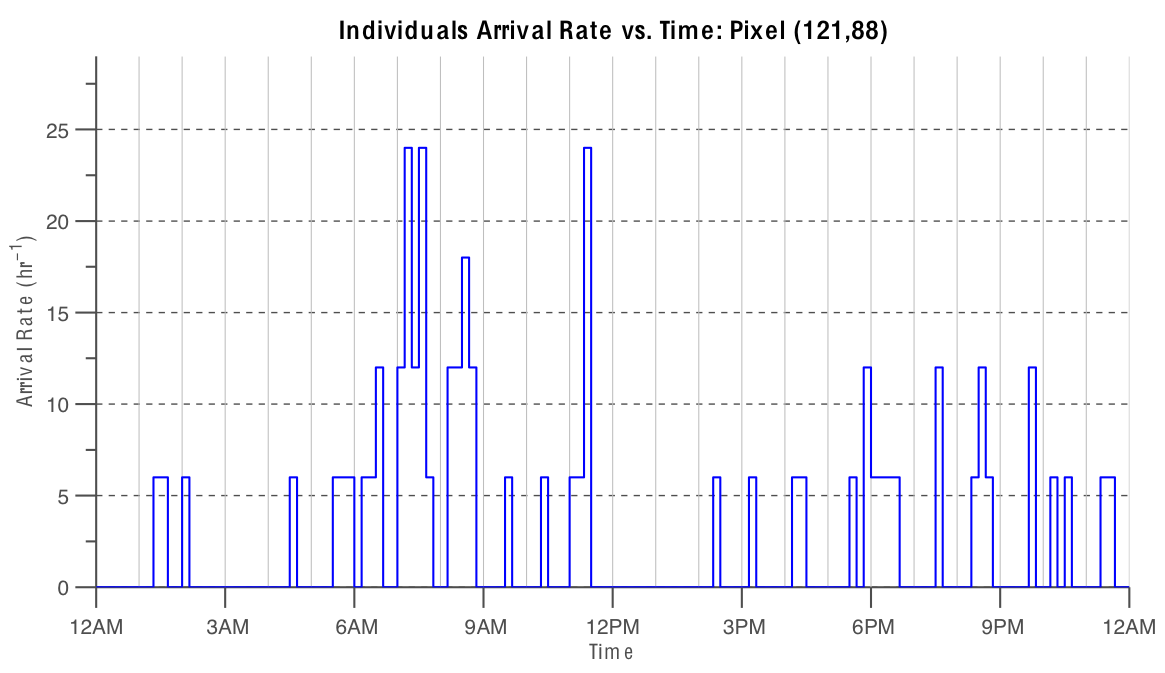 Individuals Arrival Rate vs. Time: Pixel (121,88)
Arrival Rate (hr⁻¹)
25
20
15
10
5
0
12AM 3AM 6AM 9AM 12PM 3PM 6PM 9PM 12AM
Time